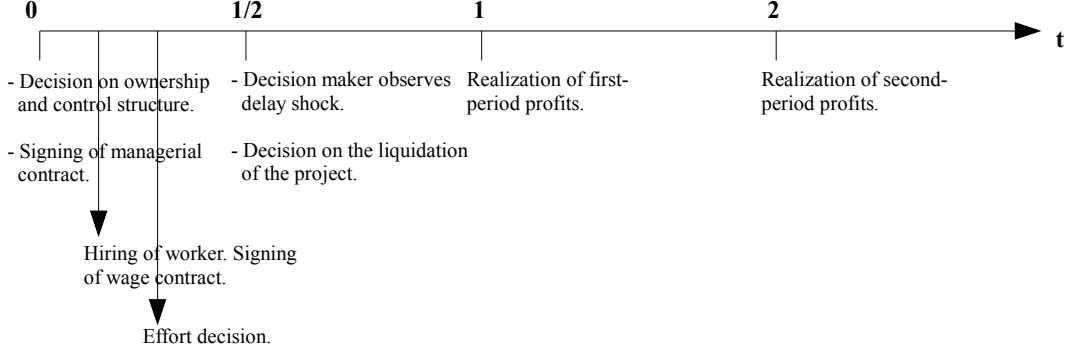 0
1/2
1
2
t
- Decision on ownership
and control structure.
- Signing of managerial
contract.
- Decision maker observes
delay shock.
- Decision on the liquidation
of the project.
Realization of first-
period profits.
Realization of second-
period profits.
Hiring of worker. Signing
of wage contract.
Effort decision.